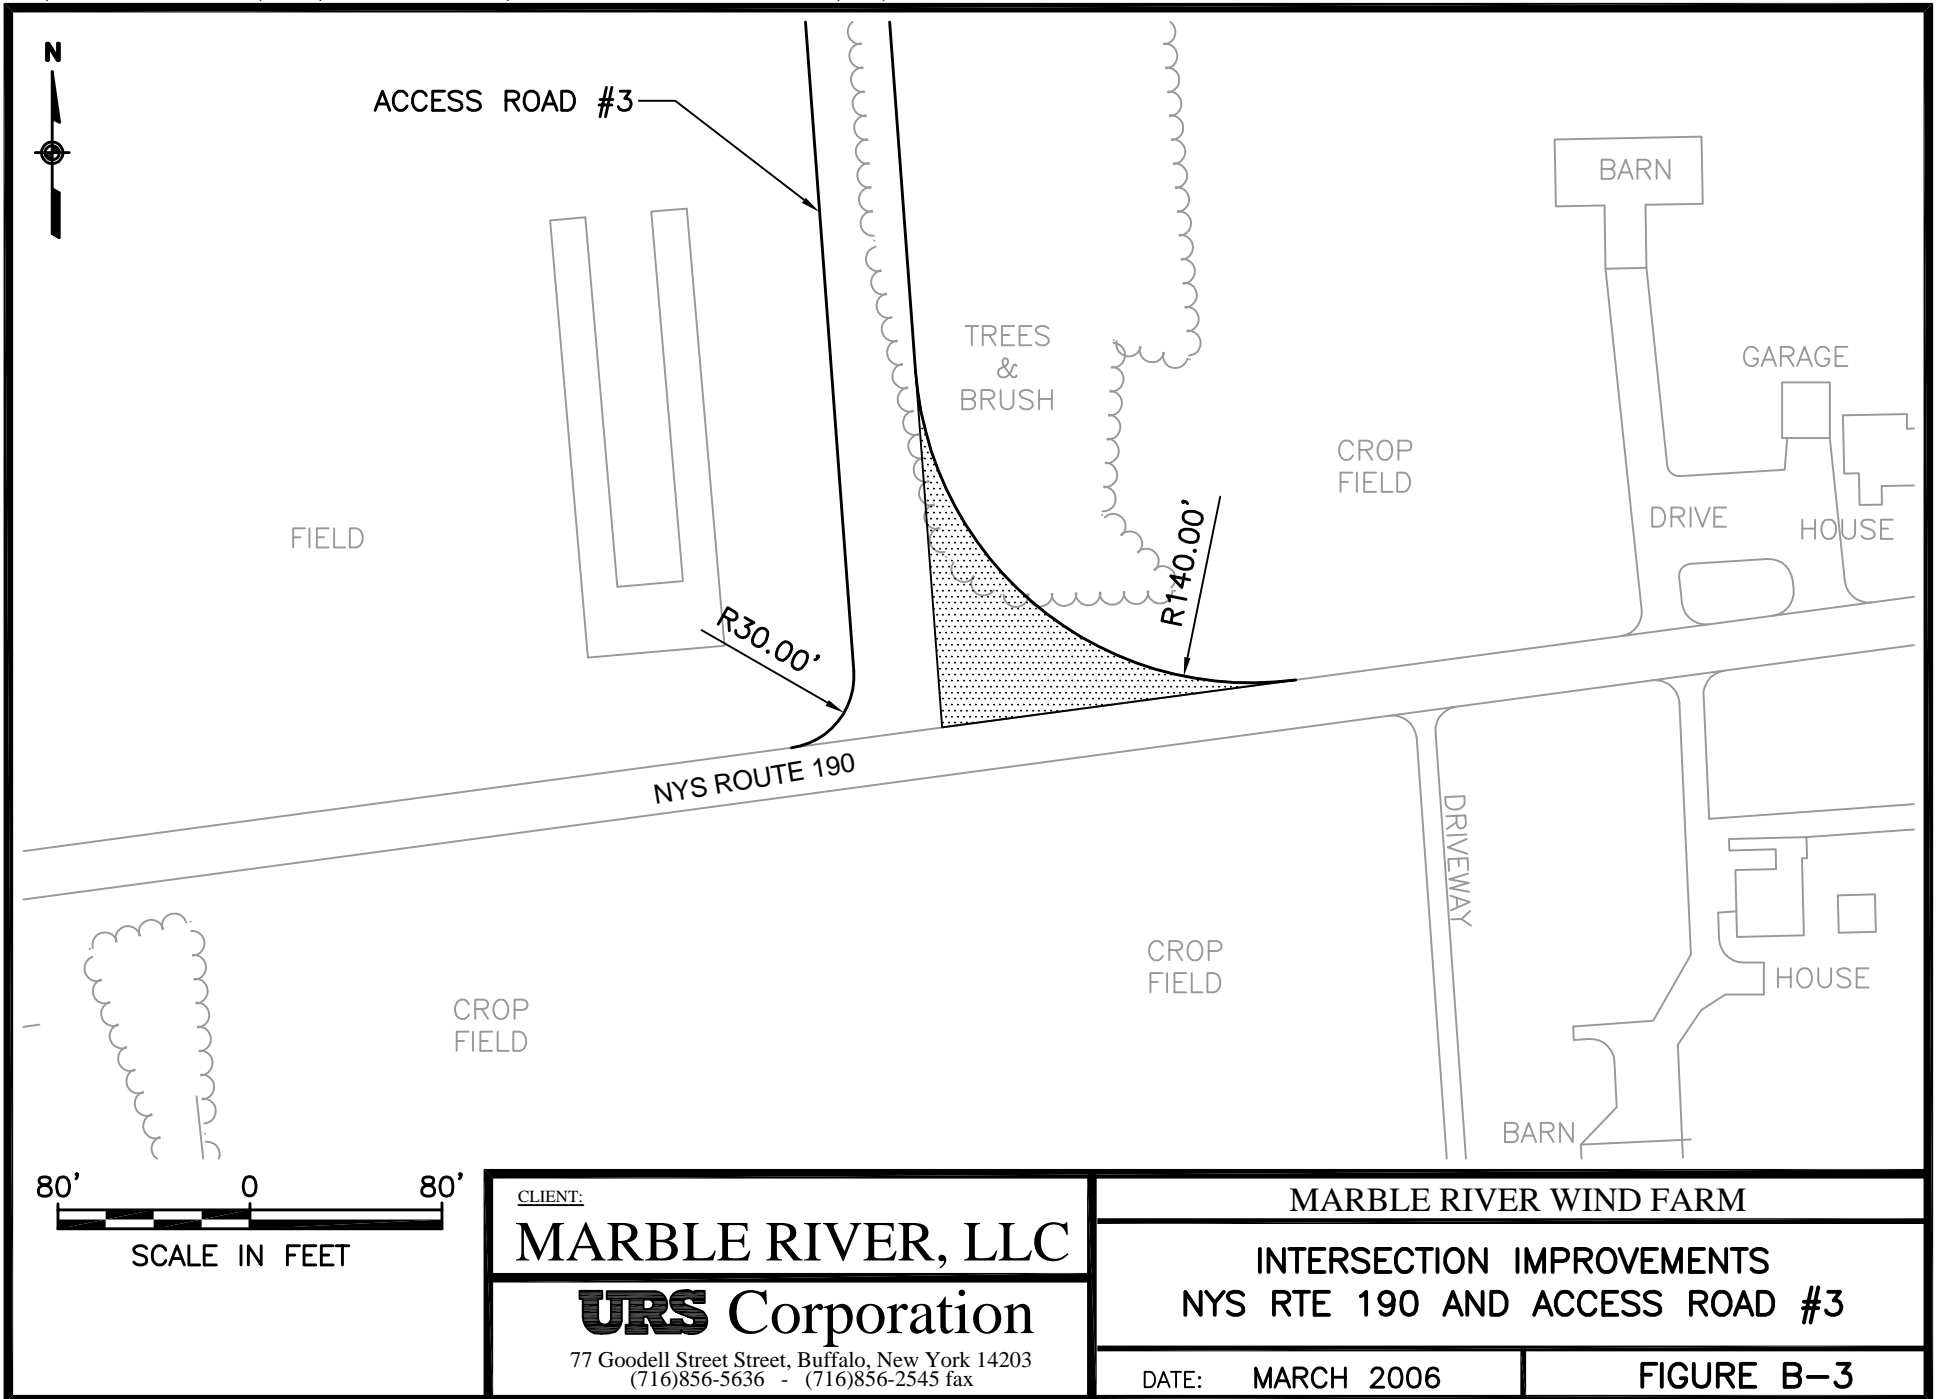 N
ACCESS ROAD #3
BARN
TREES
&
BRUSH
GARAGE
CROP
FIELD
FIELD
DRIVE
HOUSE
R140.00'
R30.00'
NYS ROUTE 190
DRIVEWAY
CROP
FIELD
CROP
FIELD
HOUSE
BARN
80' 0 80'
SCALE IN FEET
CLIENT:
MARBLE RIVER, LLC
URS Corporation
77 Goodell Street Street, Buffalo, New York 14203
(716)856-5636 - (716)856-2545 fax
MARBLE RIVER WIND FARM
INTERSECTION IMPROVEMENTS
NYS RTE 190 AND ACCESS ROAD #3
DATE: MARCH 2006
FIGURE B-3